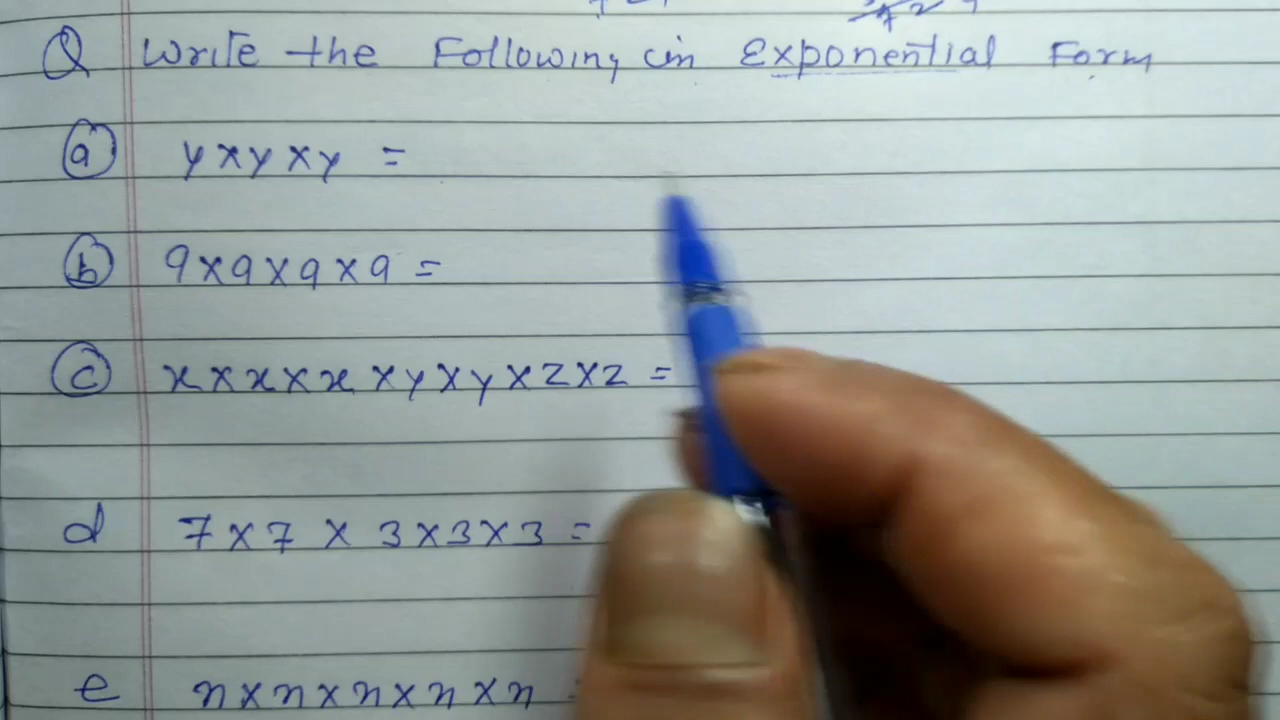 Q Write the Following in Exponential Form
a y×y×y =
b 9×9×9×9 =
c x×x×x×y×y×z×z =
d 7×7 × 3×3×3 =
e n×n×n×n×n =